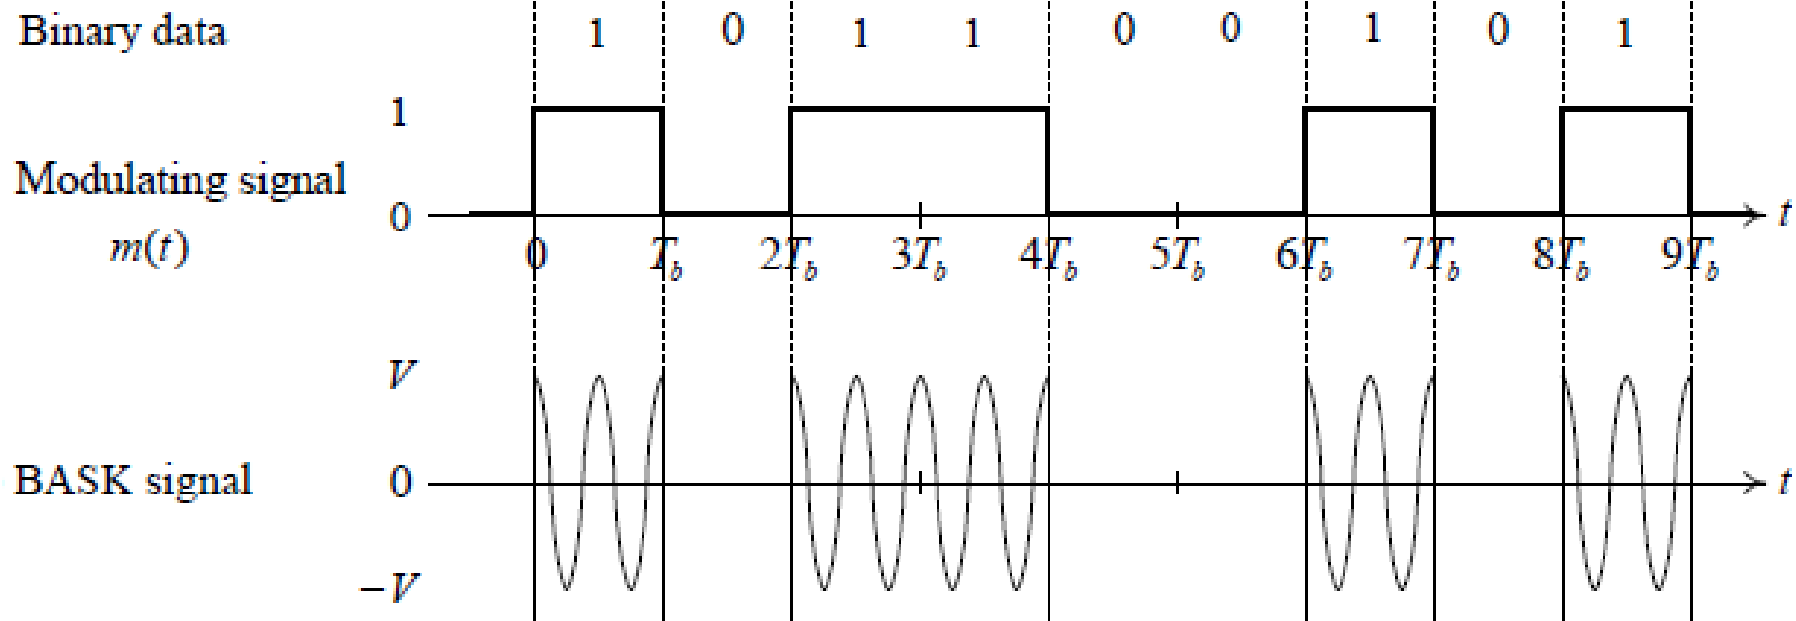 Binary data 1 0 1 1 0 0 1 0 1
1
Modulating signal
0 t
m(t) 0 T_b 2T_b 3T_b 4T_b 5T_b 6T_b 7T_b 8T_b 9T_b
V
BASK signal 0 t
−V